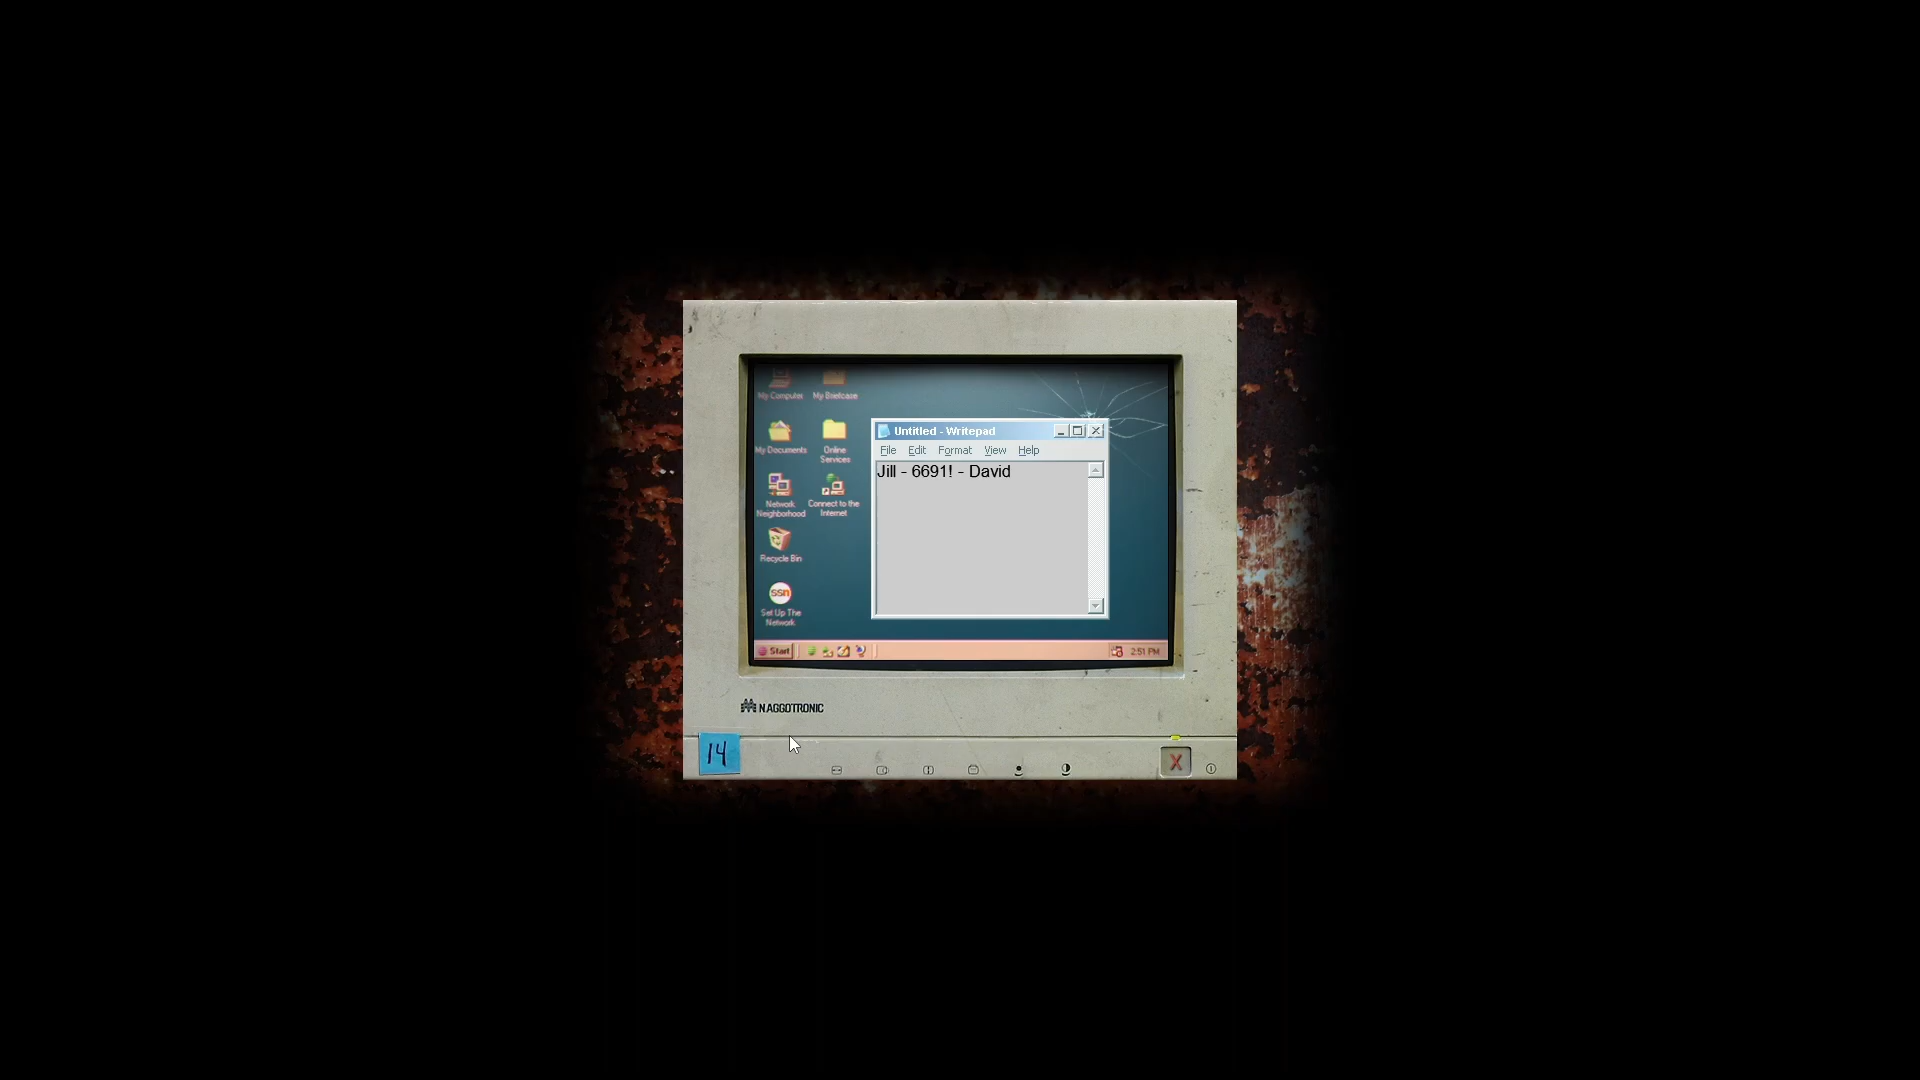 My Computer
My Briefcase
My Documents
Online Services
Network Neighborhood
Connect to the Internet
Recycle Bin
ssn
Set Up The Network
Untitled - Writepad
File Edit Format View Help
Jill - 6691! - David
Start
2:51 PM
NAGGOTRONIC
14
X